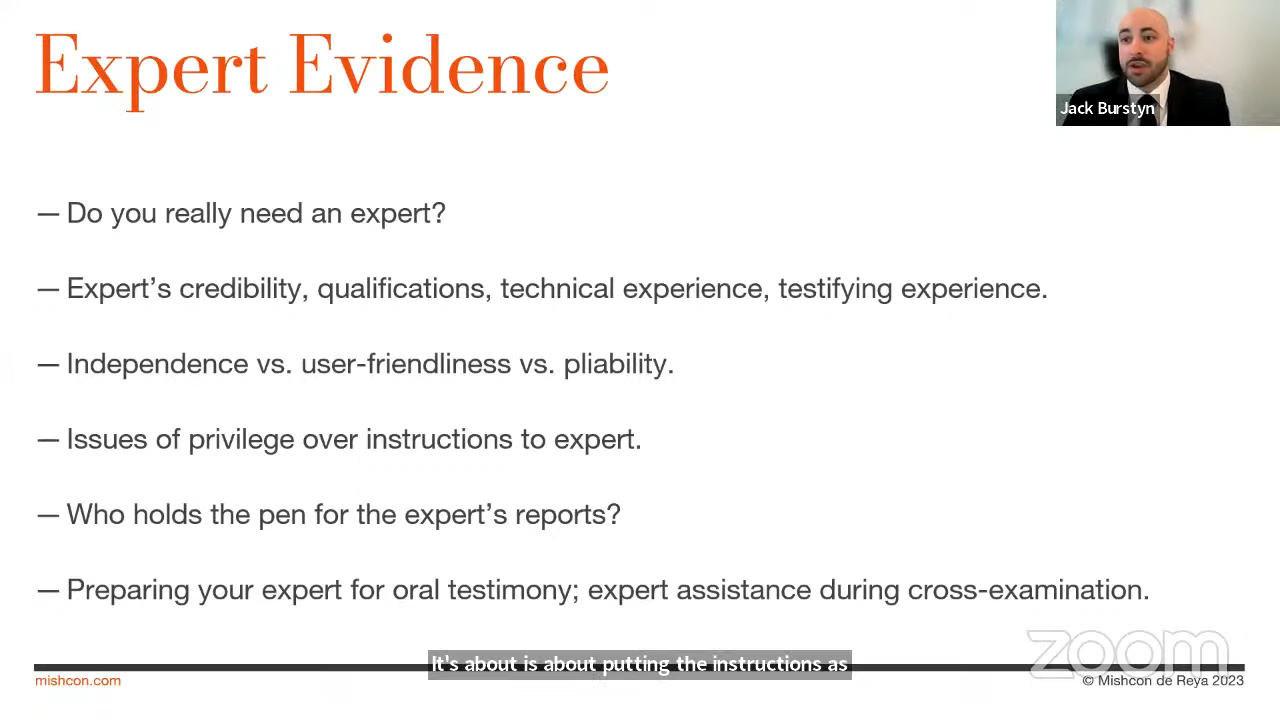 Expert Evidence
Jack Burstyn
— Do you really need an expert?
— Expert’s credibility, qualifications, technical experience, testifying experience.
— Independence vs. user-friendliness vs. pliability.
— Issues of privilege over instructions to expert.
— Who holds the pen for the expert’s reports?
— Preparing your expert for oral testimony; expert assistance during cross-examination.
zoom
It's about is about putting the instructions as
mishcon.com
© Mishcon de Reya 2023